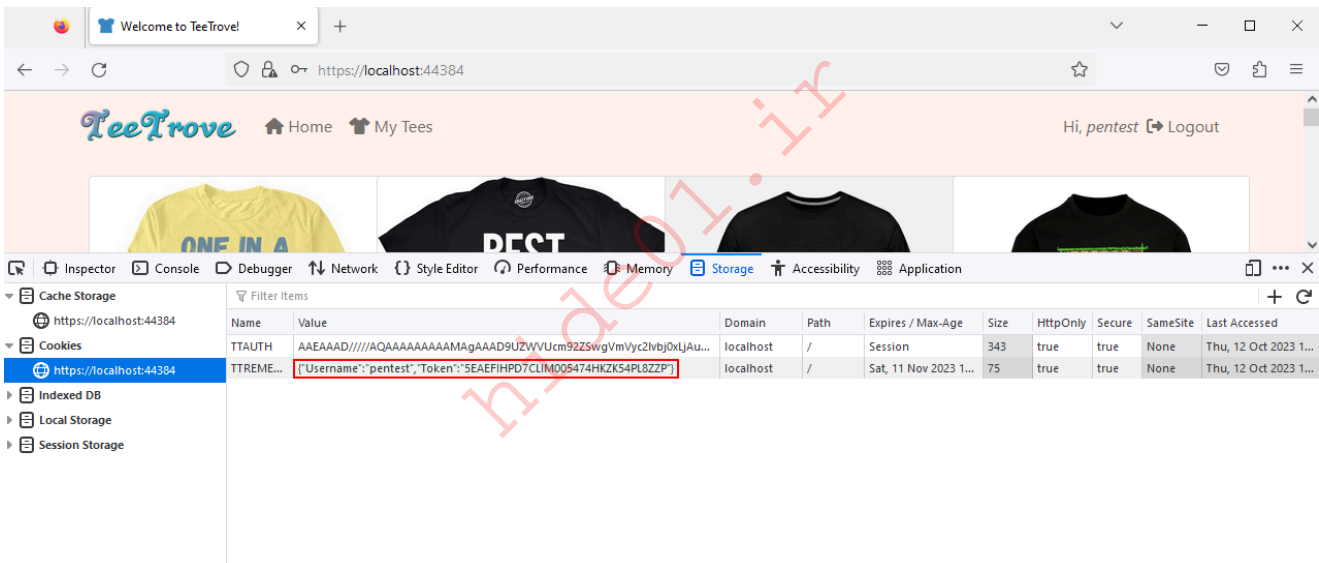 Welcome to TeeTrove!
https://localhost:44384
TeeTrove Home My Tees Hi, pentest Logout
ONE IN A
BEST
Inspector Console Debugger Network Style Editor Performance Memory Storage Accessibility Application
Cache Storage
https://localhost:44384
Cookies
https://localhost:44384
Indexed DB
Local Storage
Session Storage
Filter Items
Name Value Domain Path Expires / Max-Age Size HttpOnly Secure SameSite Last Accessed
TTAUTH AAEAAAD/////AQAAAAAAAAAMAgAAAD9UZWVUcm92ZSwgVmVyc2lvbj0xLjAu... localhost / Session 343 true true None Thu, 12 Oct 2023 1...
TTREME... {"Username":"pentest","Token":"5EAEFIHPD7CLIM005474HKZK54PL8ZZP"} localhost / Sat, 11 Nov 2023 1... 75 true true None Thu, 12 Oct 2023 1...
hide01.ir